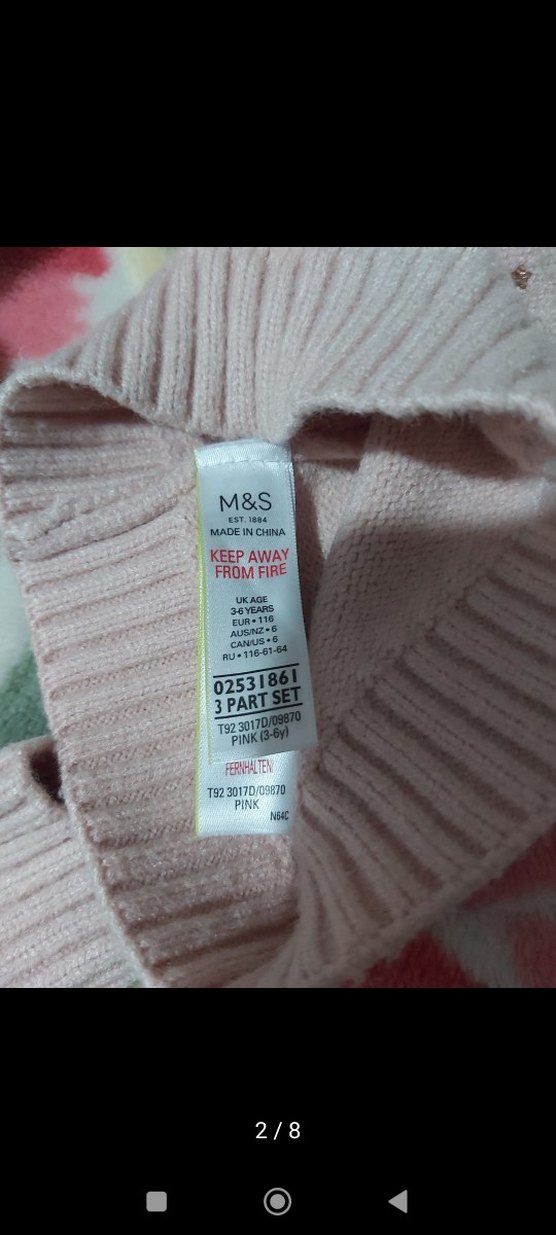 M&S
EST. 1884
MADE IN CHINA
KEEP AWAY
FROM FIRE
UK AGE
3-6 YEARS
EUR • 116
AUS/NZ • 6
CAN/US • 6
RU • 116-61-64
02531861
3 PART SET
T92 3017D/09870
PINK (3-6y)
FERNHALTEN
T92 3017D/09870
PINK
N64C
2 / 8